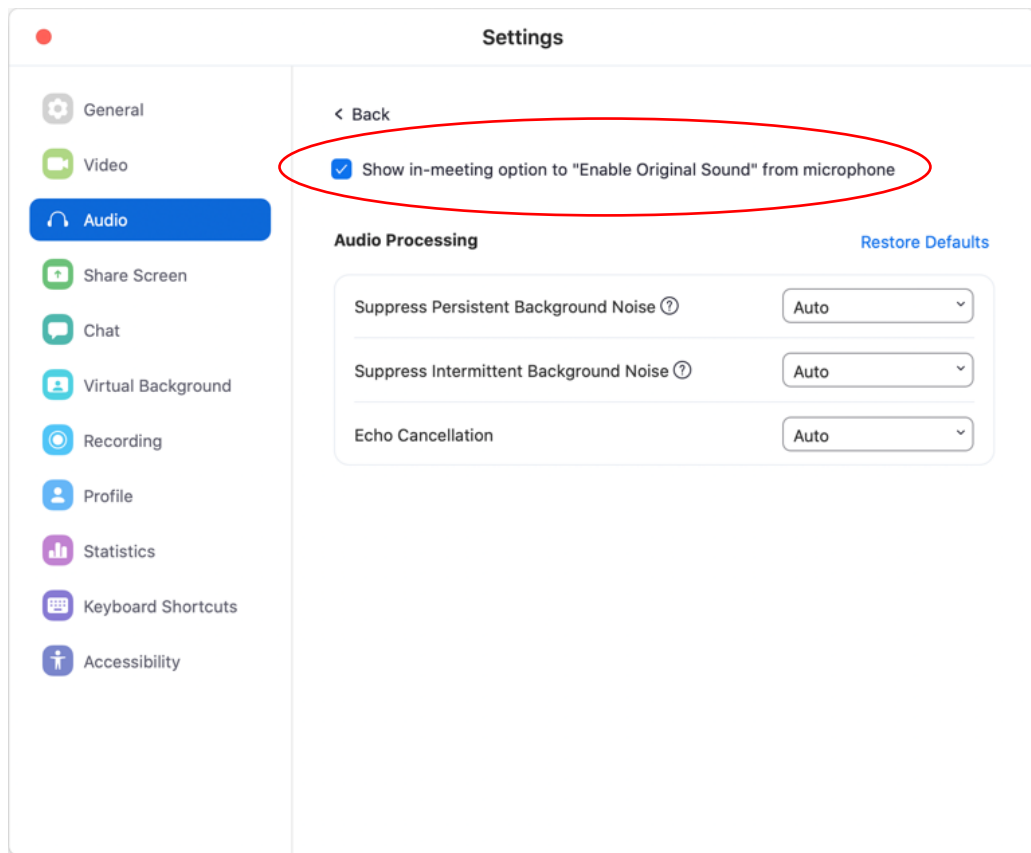 Settings
General
Video
Audio
Share Screen
Chat
Virtual Background
Recording
Profile
Statistics
Keyboard Shortcuts
Accessibility
< Back
Show in-meeting option to "Enable Original Sound" from microphone
Audio Processing
Restore Defaults
Suppress Persistent Background Noise ?
Auto
Suppress Intermittent Background Noise ?
Auto
Echo Cancellation
Auto